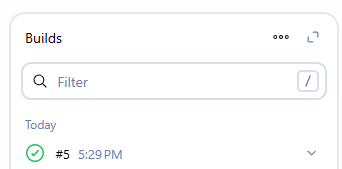 Builds
Filter /
Today
#5 5:29 PM